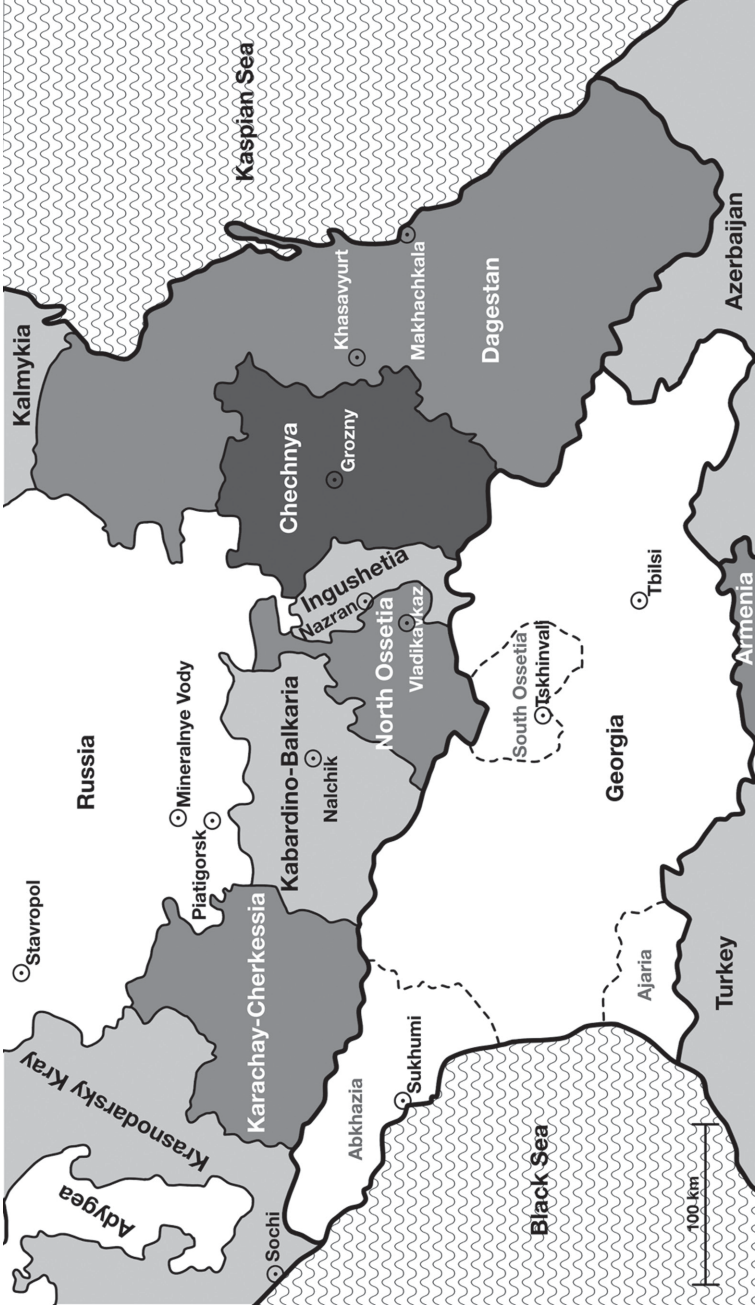 Stavropol
Russia
Kalmykia
Krasnodarsky Kray
Adygea
Mineralnye Vody
Piatigorsk
Kaspian Sea
Sochi
Karachay-Cherkessia
Kabardino-Balkaria
Nalchik
Chechnya
Grozny
Ingushetia
Nazran
North Ossetia
Vladikavkaz
Khasavyurt
Makhachkala
Dagestan
Abkhazia
Sukhumi
South Ossetia
Tskhinvali
Black Sea
Georgia
Tbilsi
Ajaria
Turkey
Armenia
Azerbaijan
100 km